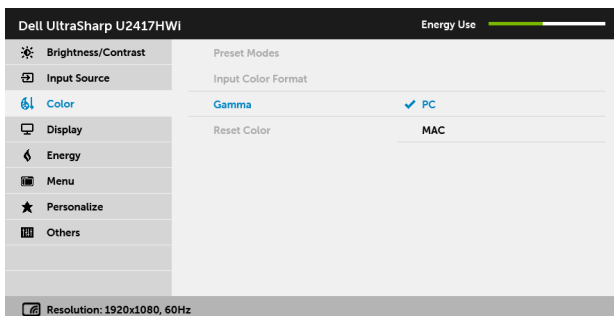 Dell UltraSharp U2417HWi
Energy Use
Brightness/Contrast
Preset Modes
Input Source
Input Color Format
Color
Gamma
PC
Display
Reset Color
MAC
Energy
Menu
Personalize
Others
Resolution: 1920x1080, 60Hz